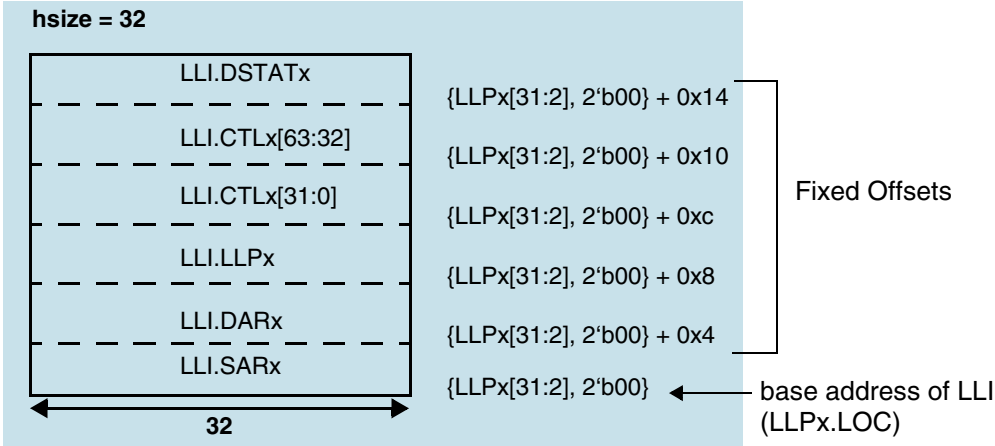 hsize = 32
LLI.DSTATx
{LLPx[31:2], 2‘b00} + 0x14
LLI.CTLx[63:32]
{LLPx[31:2], 2‘b00} + 0x10
LLI.CTLx[31:0]
Fixed Offsets
{LLPx[31:2], 2‘b00} + 0xc
LLI.LLPx
{LLPx[31:2], 2‘b00} + 0x8
LLI.DARx
{LLPx[31:2], 2‘b00} + 0x4
LLI.SARx
{LLPx[31:2], 2‘b00}
base address of LLI
(LLPx.LOC)
32